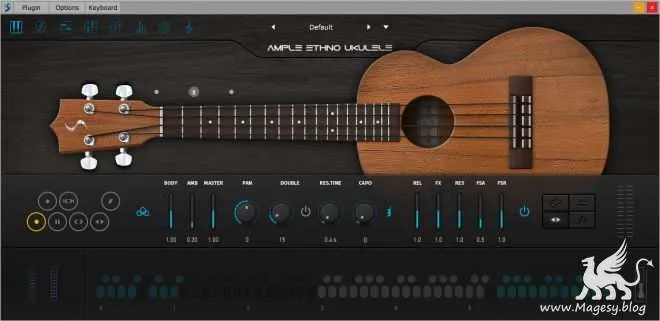 Plugin Options Keyboard
Default
AMPLE ETHNO UKULELE
BODY AMB MASTER PAN DOUBLE RES.TIME CAPO REL FX RES FSA FSR
1.00 0.20 1.00 0 15 0.4 s 0 1.0 1.0 1.0 0.5 1.0
www.Magesy.blog